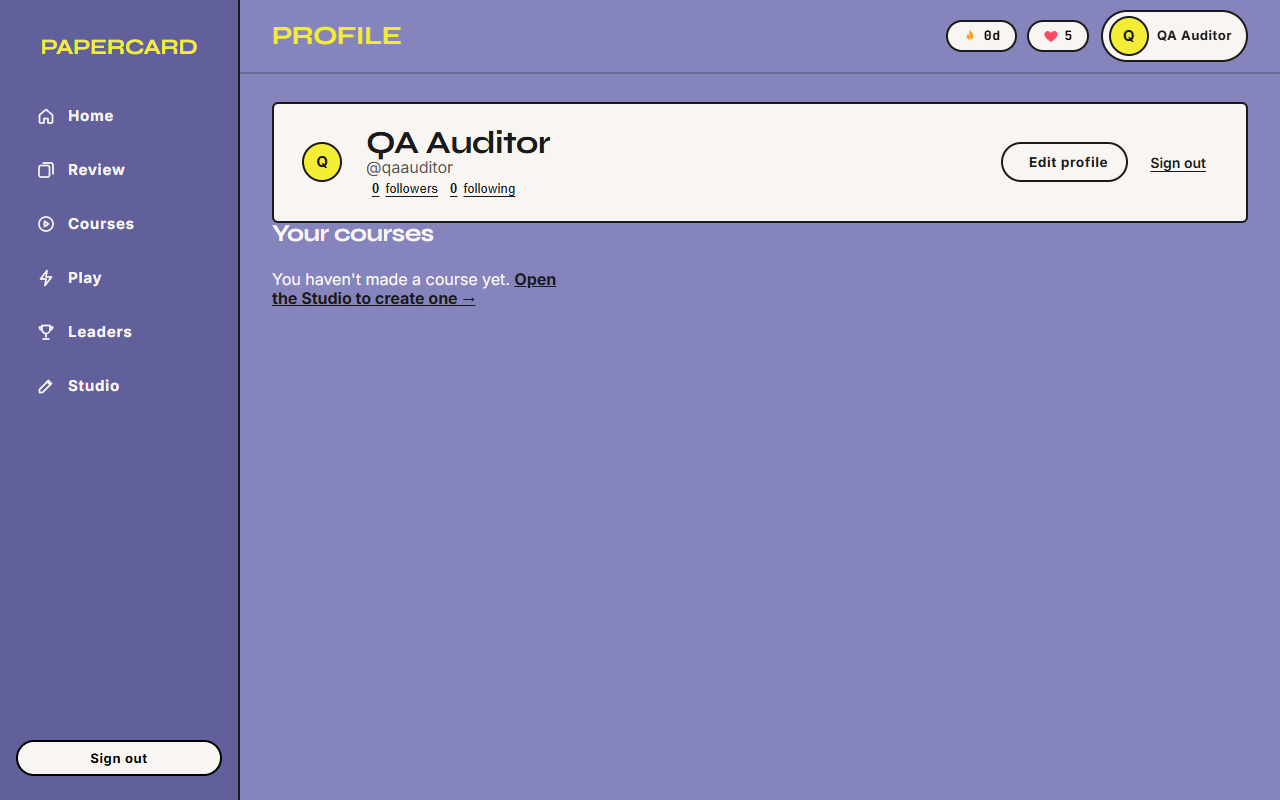 PAPERCARD
Home
Review
Courses
Play
Leaders
Studio
Sign out
PROFILE
0d
5
Q
QA Auditor
Q
QA Auditor
@qaauditor
0 followers 0 following
Edit profile
Sign out
Your courses
You haven't made a course yet. Open
the Studio to create one →